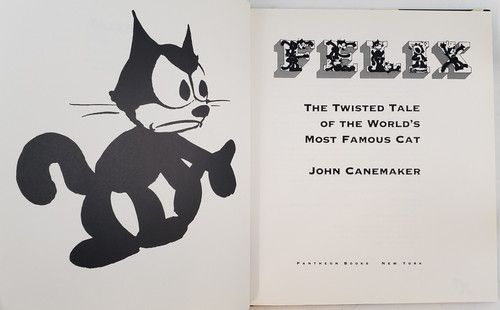 FELIX
THE TWISTED TALE
OF THE WORLD'S
MOST FAMOUS CAT
JOHN CANEMAKER
PANTHEON BOOKS NEW YORK